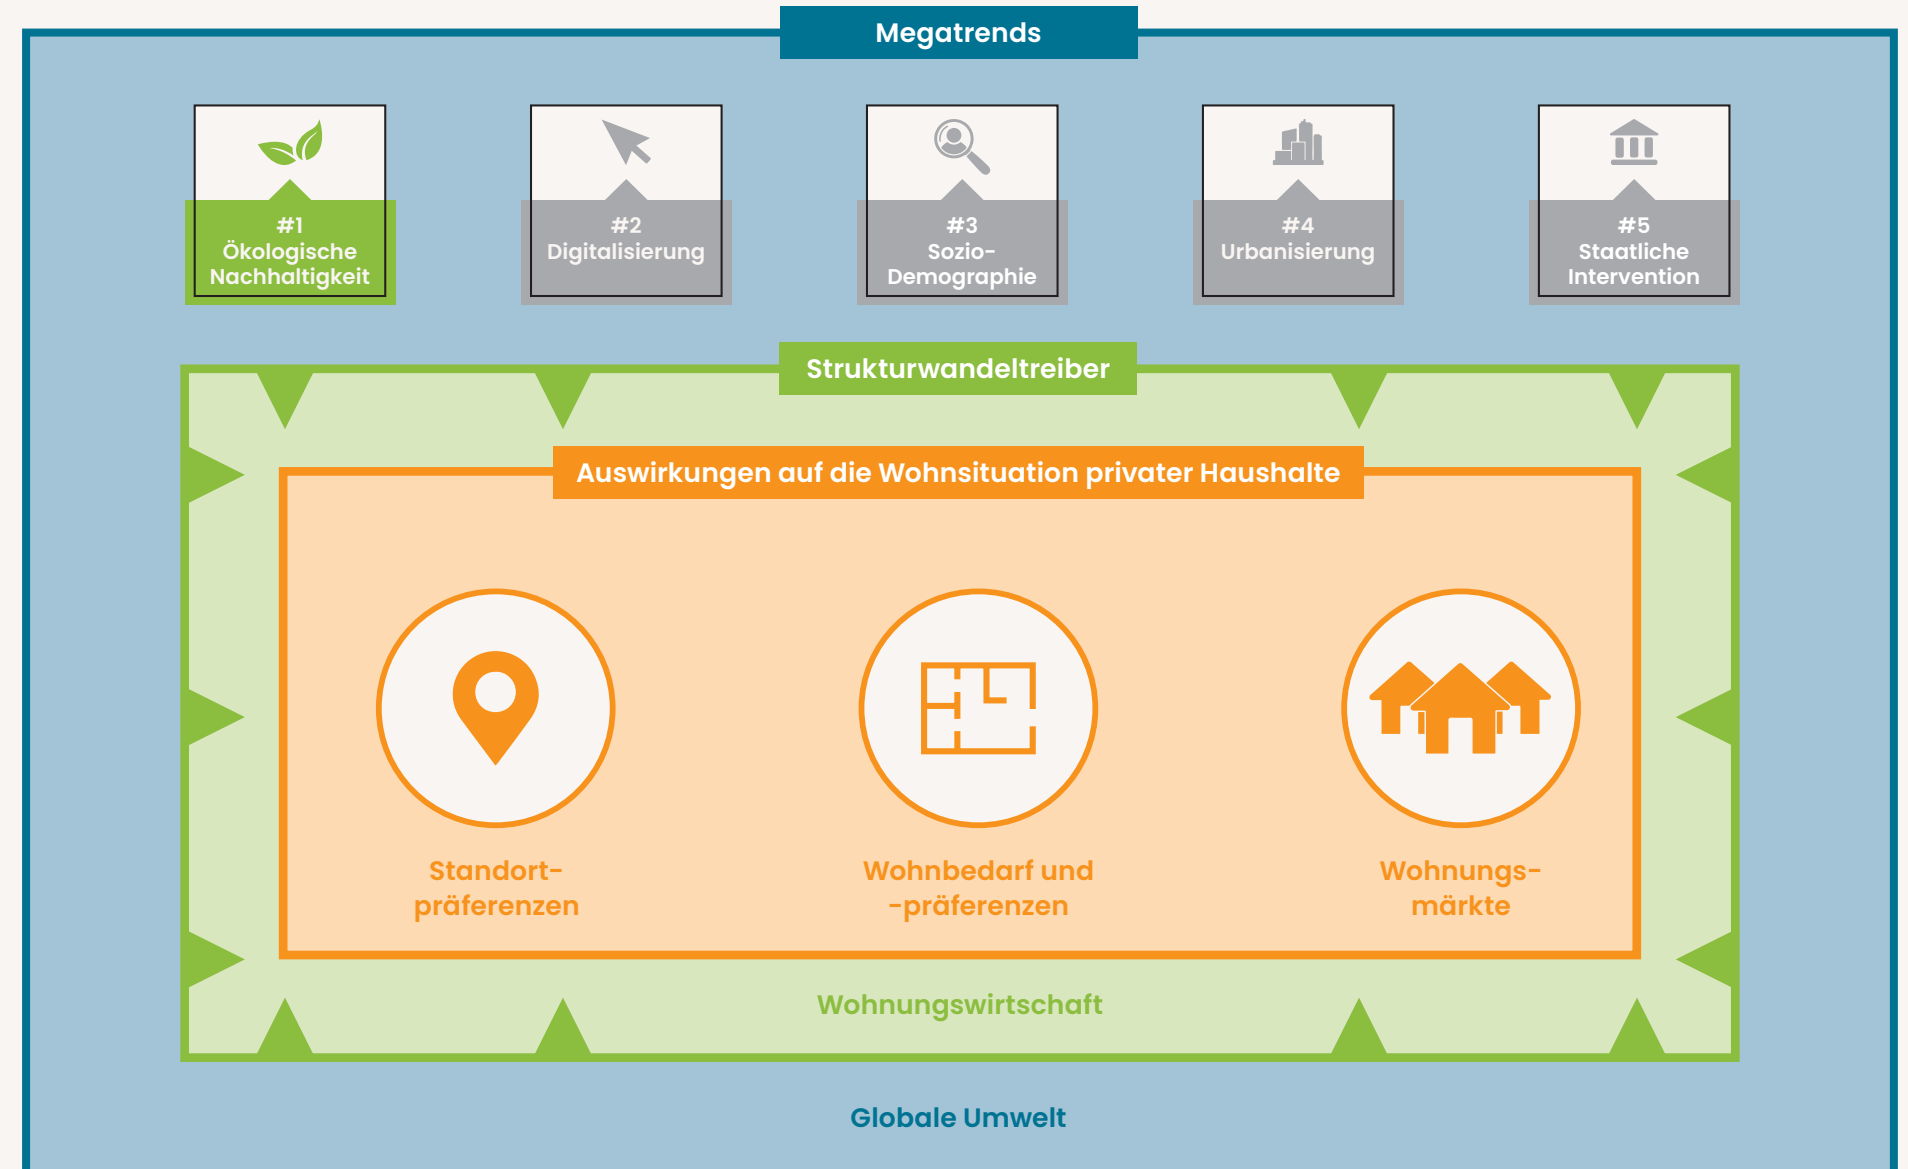 Megatrends
#1
Ökologische
Nachhaltigkeit
#2
Digitalisierung
#3
Sozio-
Demographie
#4
Urbanisierung
#5
Staatliche
Intervention
Strukturwandeltreiber
Auswirkungen auf die Wohnsituation privater Haushalte
Standort-
präferenzen
Wohnbedarf und
-präferenzen
Wohnungs-
märkte
Wohnungswirtschaft
Globale Umwelt